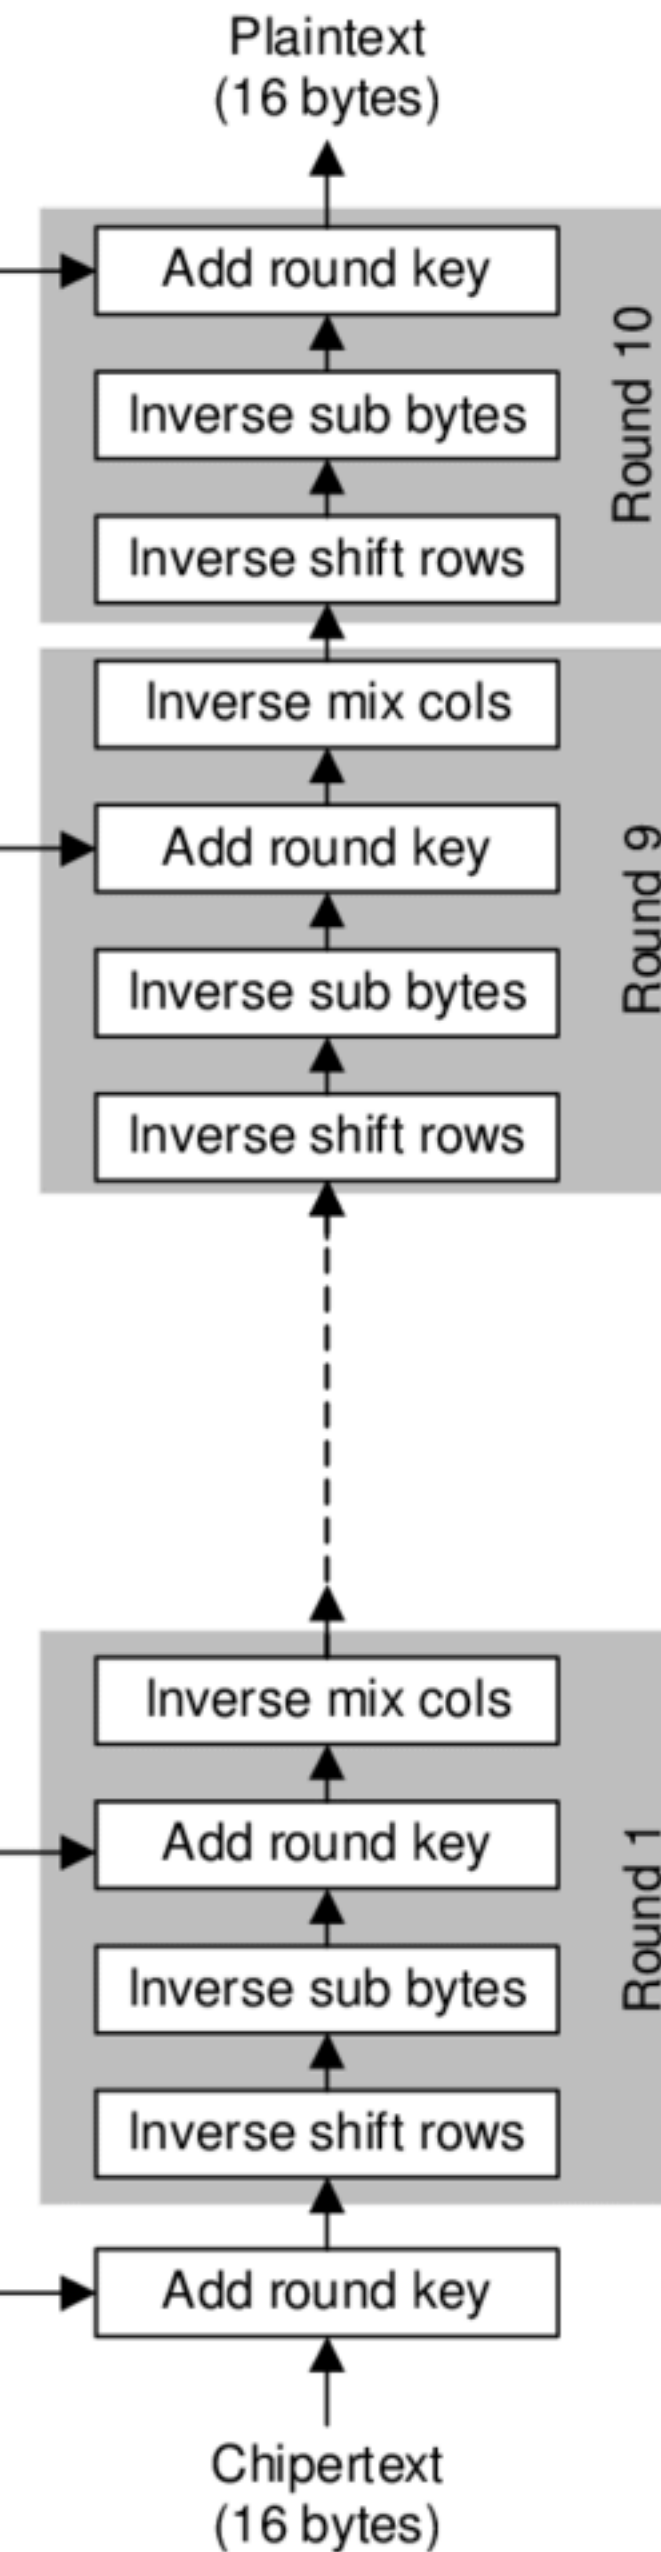 Plaintext
(16 bytes)
Add round key
Inverse sub bytes
Inverse shift rows
Round 10
Inverse mix cols
Add round key
Inverse sub bytes
Inverse shift rows
Round 9
Inverse mix cols
Add round key
Inverse sub bytes
Inverse shift rows
Round 1
Add round key
Chipertext
(16 bytes)